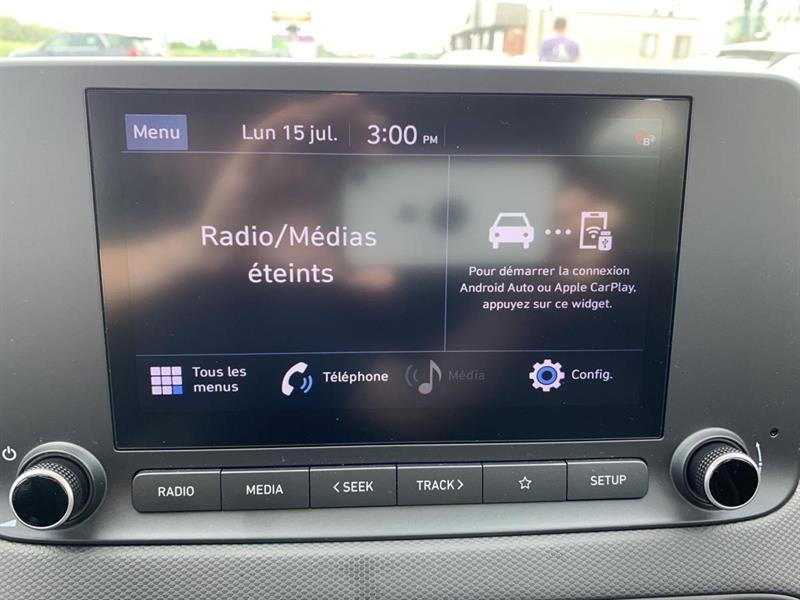 Menu Lun 15 jul. 3:00 PM
B
Radio/Médias
éteints
Pour démarrer la connexion
Android Auto ou Apple CarPlay,
appuyez sur ce widget.
Tous les
menus
Téléphone
Média
Config.
RADIO MEDIA < SEEK TRACK > SETUP